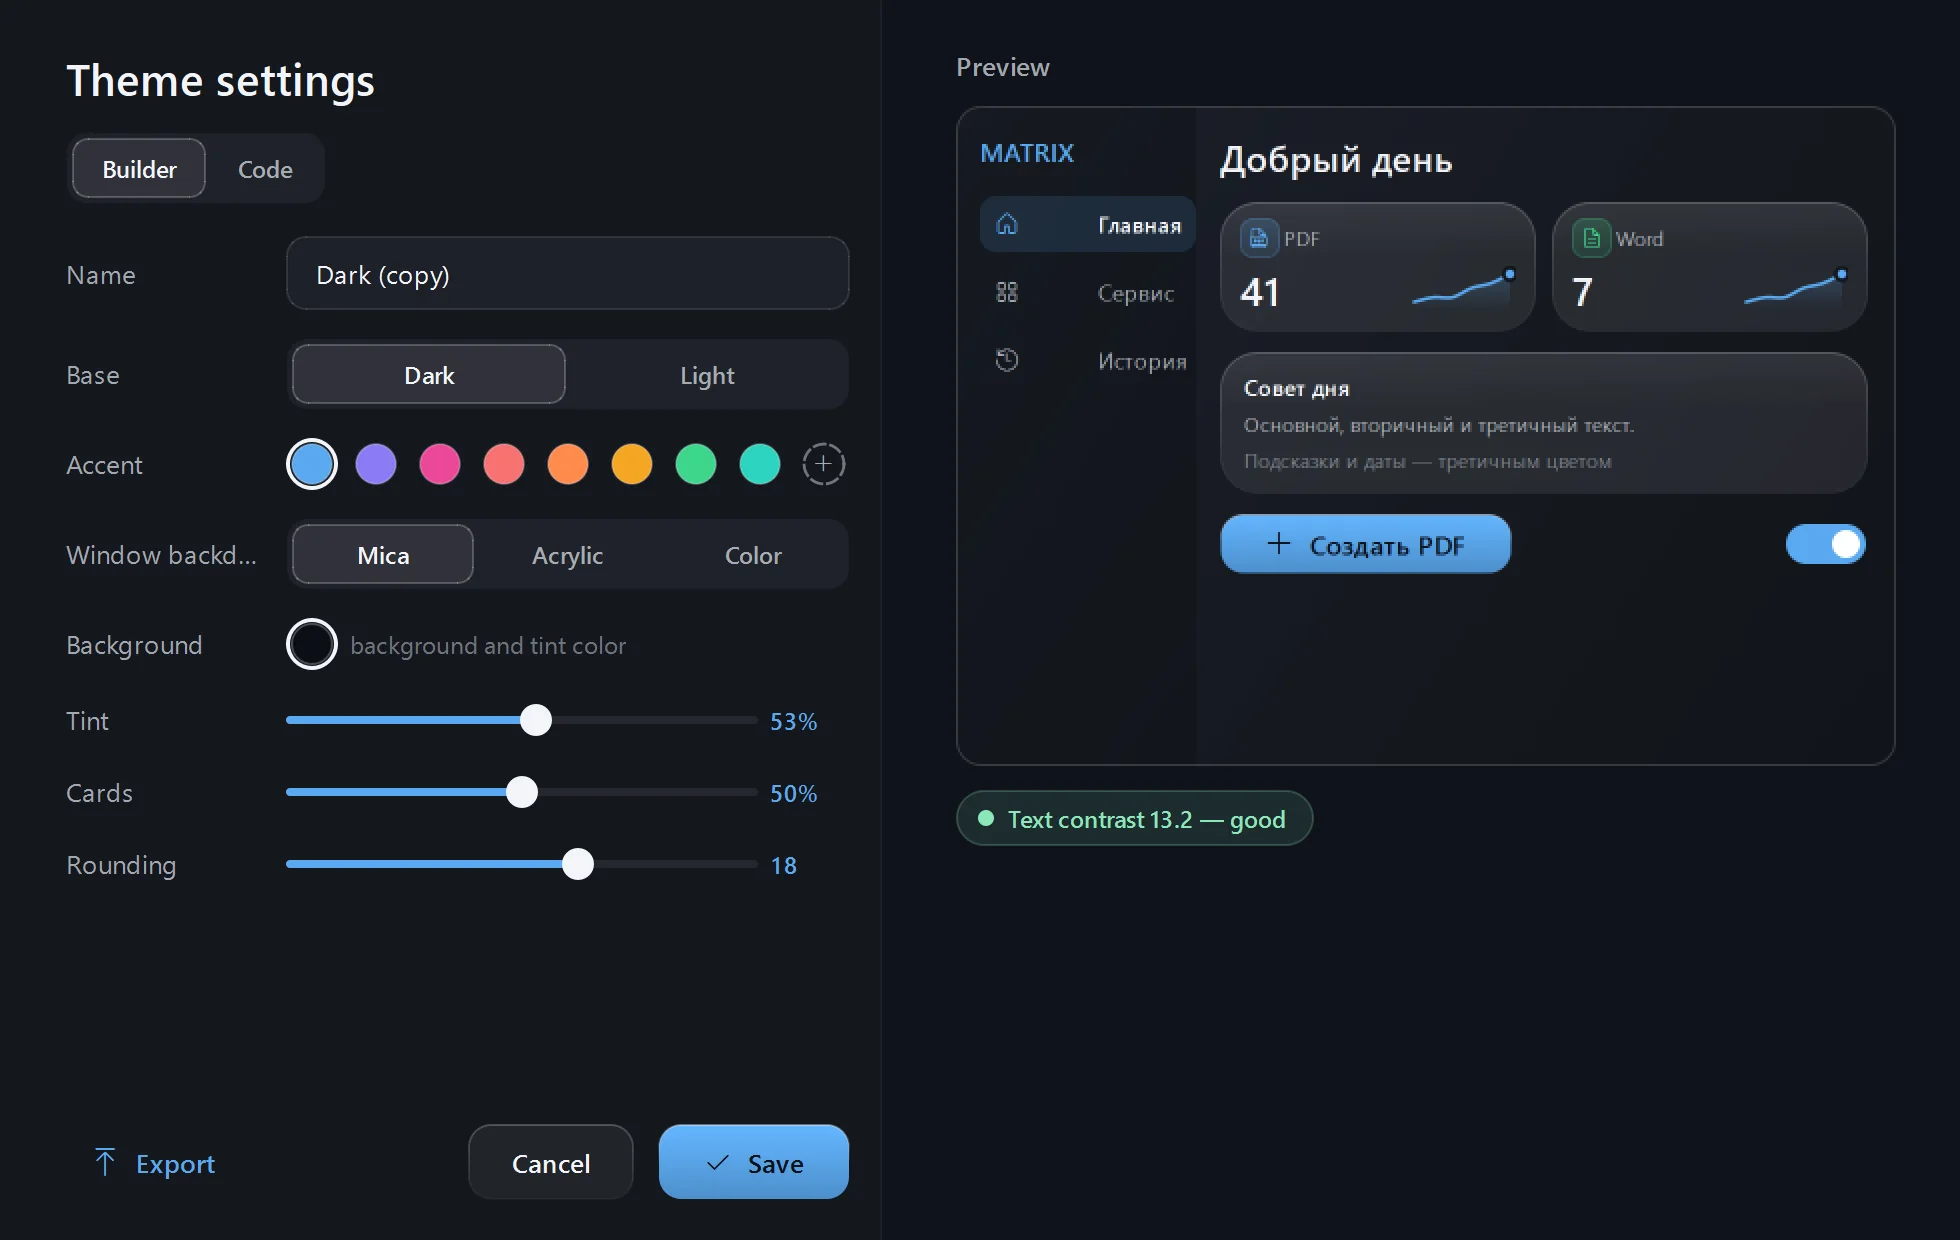 Theme settings
Builder
Code
Name
Dark (copy)
Base
Dark
Light
Accent
Window backd...
Mica
Acrylic
Color
Background
background and tint color
Tint
53%
Cards
50%
Rounding
18
Export
Cancel
Save
Preview
MATRIX
Главная
Сервис
История
Добрый день
PDF
41
Word
7
Совет дня
Основной, вторичный и третичный текст.
Подсказки и даты — третичным цветом
Создать PDF
Text contrast 13.2 — good